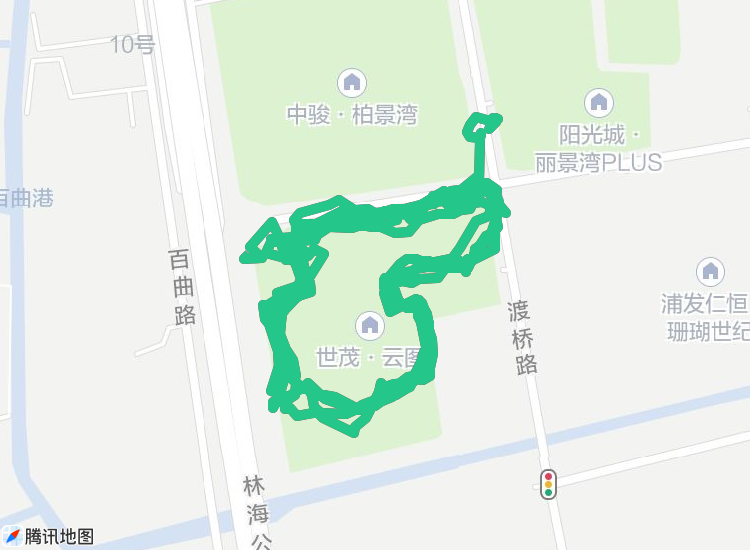 10号
中骏·柏景湾
阳光城·
丽景湾PLUS
百曲港
百曲路
渡桥路
浦发仁恒
珊瑚世纪
世茂·云图
林海公
腾讯地图